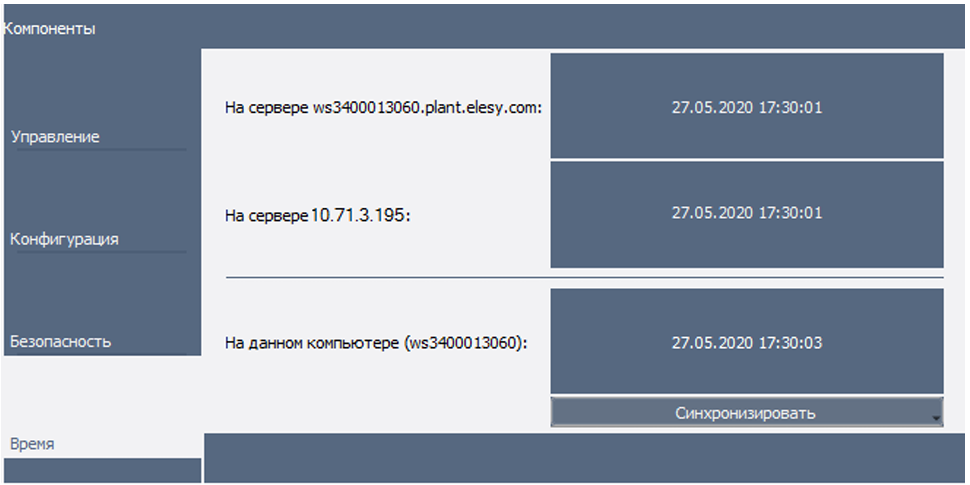 Компоненты
На сервере ws3400013060.plant.elesy.com:
27.05.2020 17:30:01
Управление
На сервере 10.71.3.195:
27.05.2020 17:30:01
Конфигурация
Безопасность
На данном компьютере (ws3400013060):
27.05.2020 17:30:03
Синхронизировать
Время